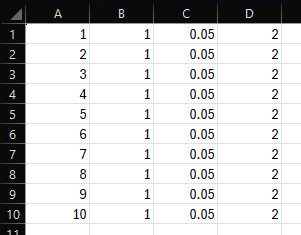 A B C D
1 1 1 0.05 2
2 2 1 0.05 2
3 3 1 0.05 2
4 4 1 0.05 2
5 5 1 0.05 2
6 6 1 0.05 2
7 7 1 0.05 2
8 8 1 0.05 2
9 9 1 0.05 2
10 10 1 0.05 2
11